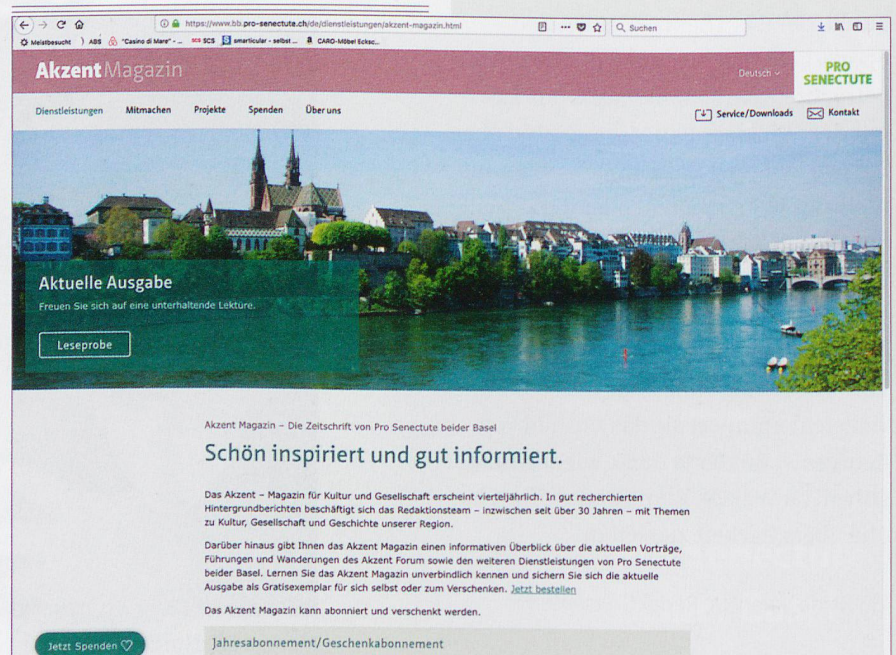 https://www.bb.pro-senectute.ch/de/dienstleistungen/akzent-magazin.html
Suchen
Meistbesucht
ABS
"Casino di Mare" - ...
SCS
smarticular - selbst ...
CARO-Möbel Ecksc...
AkzentMagazin
Deutsch
PRO
SENECTUTE
Dienstleistungen Mitmachen Projekte Spenden Über uns
Service/Downloads Kontakt
Aktuelle Ausgabe
Freuen Sie sich auf eine unterhaltende Lektüre.
Leseprobe
Akzent Magazin – Die Zeitschrift von Pro Senectute beider Basel
Schön inspiriert und gut informiert.
Das Akzent – Magazin für Kultur und Gesellschaft erscheint vierteljährlich. In gut recherchierten
Hintergrundberichten beschäftigt sich das Redaktionsteam – inzwischen seit über 30 Jahren – mit Themen
zu Kultur, Gesellschaft und Geschichte unserer Region.
Darüber hinaus gibt Ihnen das Akzent Magazin einen informativen Überblick über die aktuellen Vorträge,
Führungen und Wanderungen des Akzent Forum sowie den weiteren Dienstleistungen von Pro Senectute
beider Basel. Lernen Sie das Akzent Magazin unverbindlich kennen und sichern Sie sich die aktuelle
Ausgabe als Gratisexemplar für sich selbst oder zum Verschenken. Jetzt bestellen
Das Akzent Magazin kann abonniert und verschenkt werden.
Jahresabonnement/Geschenkabonnement
Jetzt Spenden